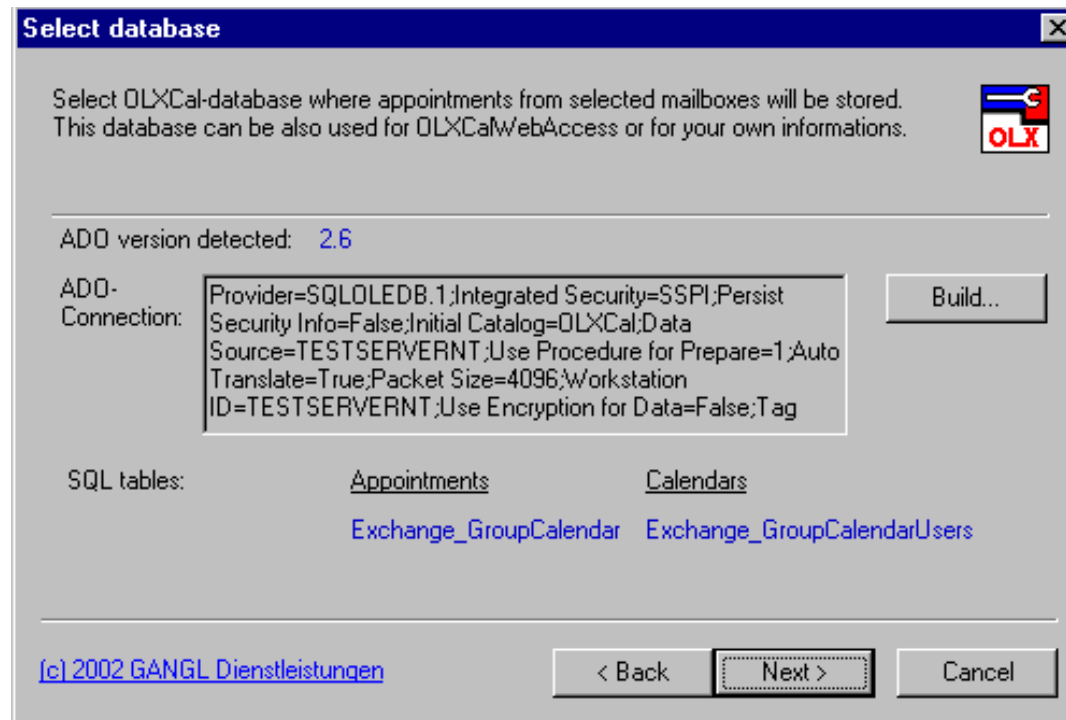 Select database
Select OLXCal-database where appointments from selected mailboxes will be stored.
This database can be also used for OLXCalWebAccess or for your own informations.
OLX
ADO version detected: 2.6
ADO-
Connection:
Provider=SQLOLEDB.1;Integrated Security=SSPI;Persist
Security Info=False;Initial Catalog=OLXCal;Data
Source=TESTSERVERNT;Use Procedure for Prepare=1;Auto
Translate=True;Packet Size=4096;Workstation
ID=TESTSERVERNT;Use Encryption for Data=False;Tag
Build...
SQL tables: Appointments Calendars
Exchange_GroupCalendar Exchange_GroupCalendarUsers
(c) 2002 GANGL Dienstleistungen
< Back Next > Cancel